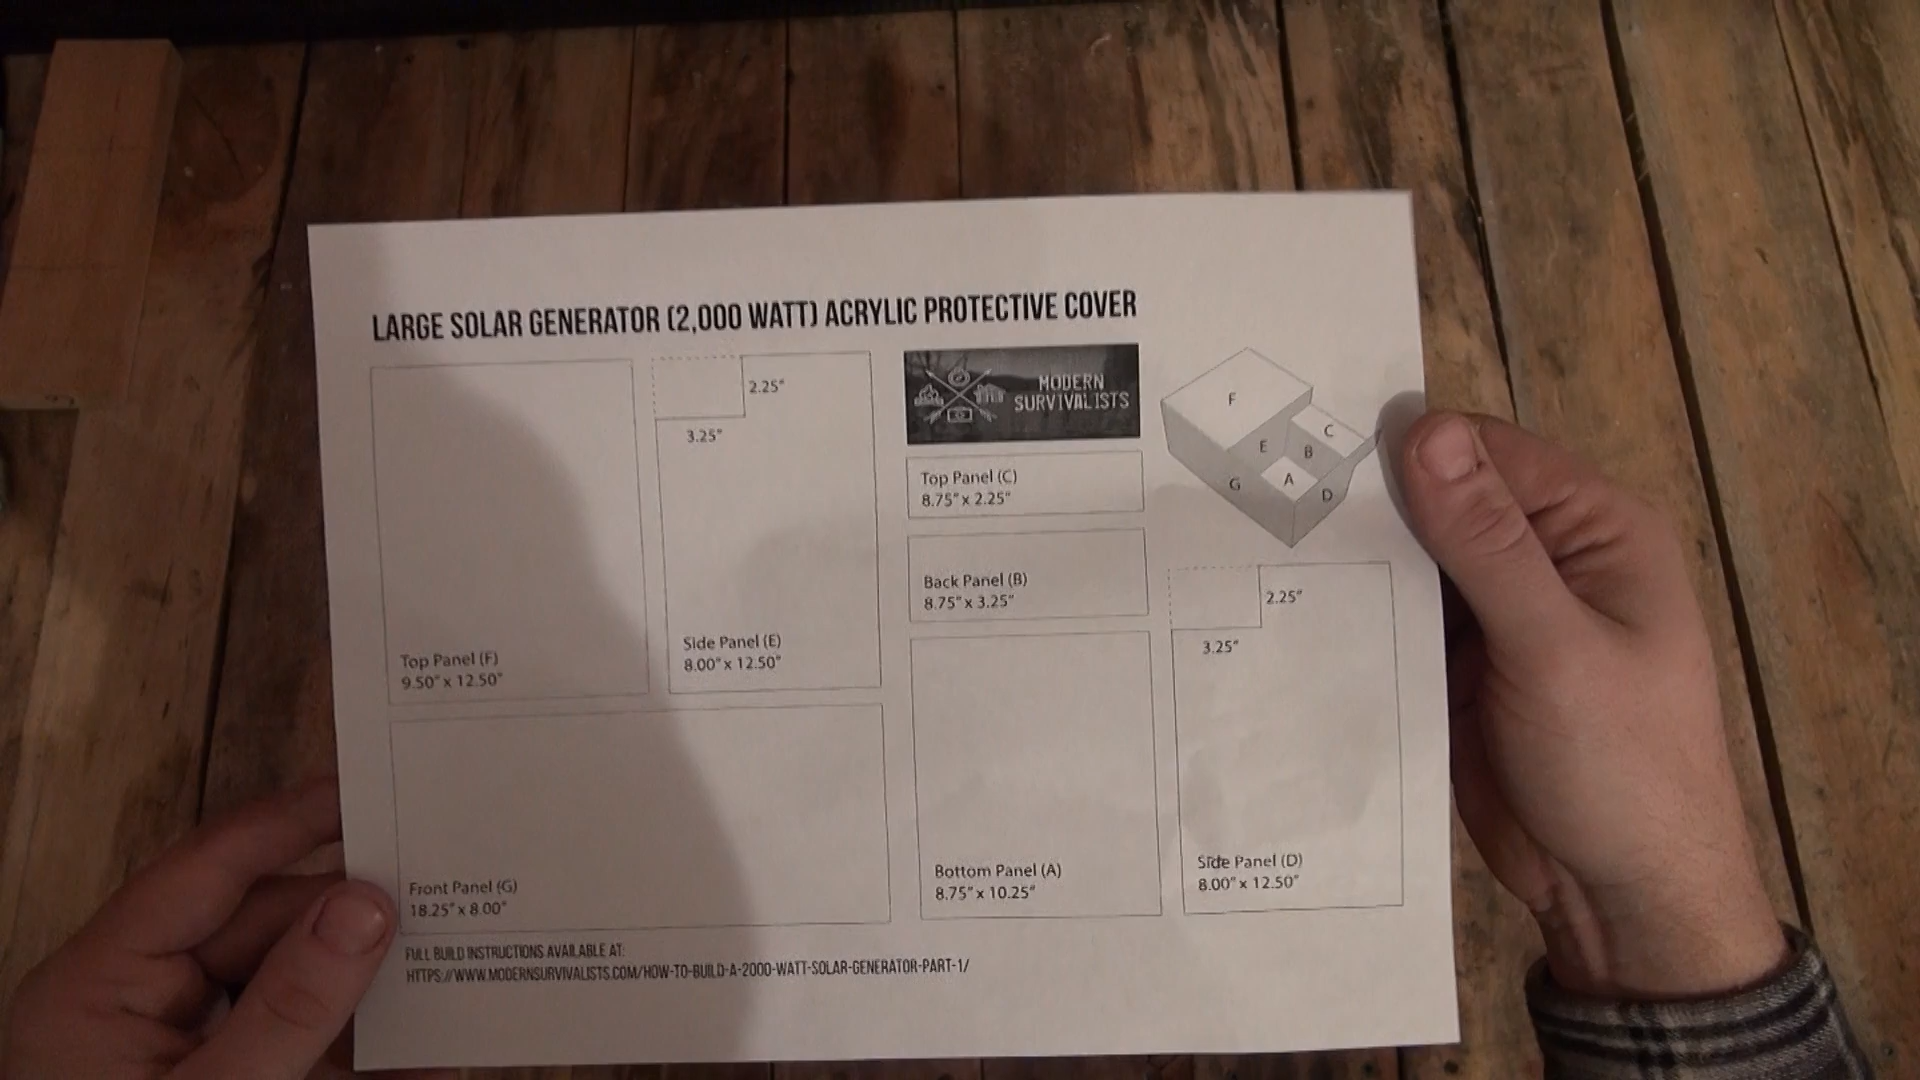 LARGE SOLAR GENERATOR (2,000 WATT) ACRYLIC PROTECTIVE COVER
Top Panel (F)
9.50" x 12.50"
2.25"
3.25"
Side Panel (E)
8.00" x 12.50"
MODERN
SURVIVALISTS
Top Panel (C)
8.75" x 2.25"
Back Panel (B)
8.75" x 3.25"
F
C
E
B
G
A
D
Front Panel (G)
18.25" x 8.00"
Bottom Panel (A)
8.75" x 10.25"
2.25"
3.25"
Side Panel (D)
8.00" x 12.50"
FULL BUILD INSTRUCTIONS AVAILABLE AT:
HTTPS://WWW.MODERNSURVIVALISTS.COM/HOW-TO-BUILD-A-2000-WATT-SOLAR-GENERATOR-PART-1/